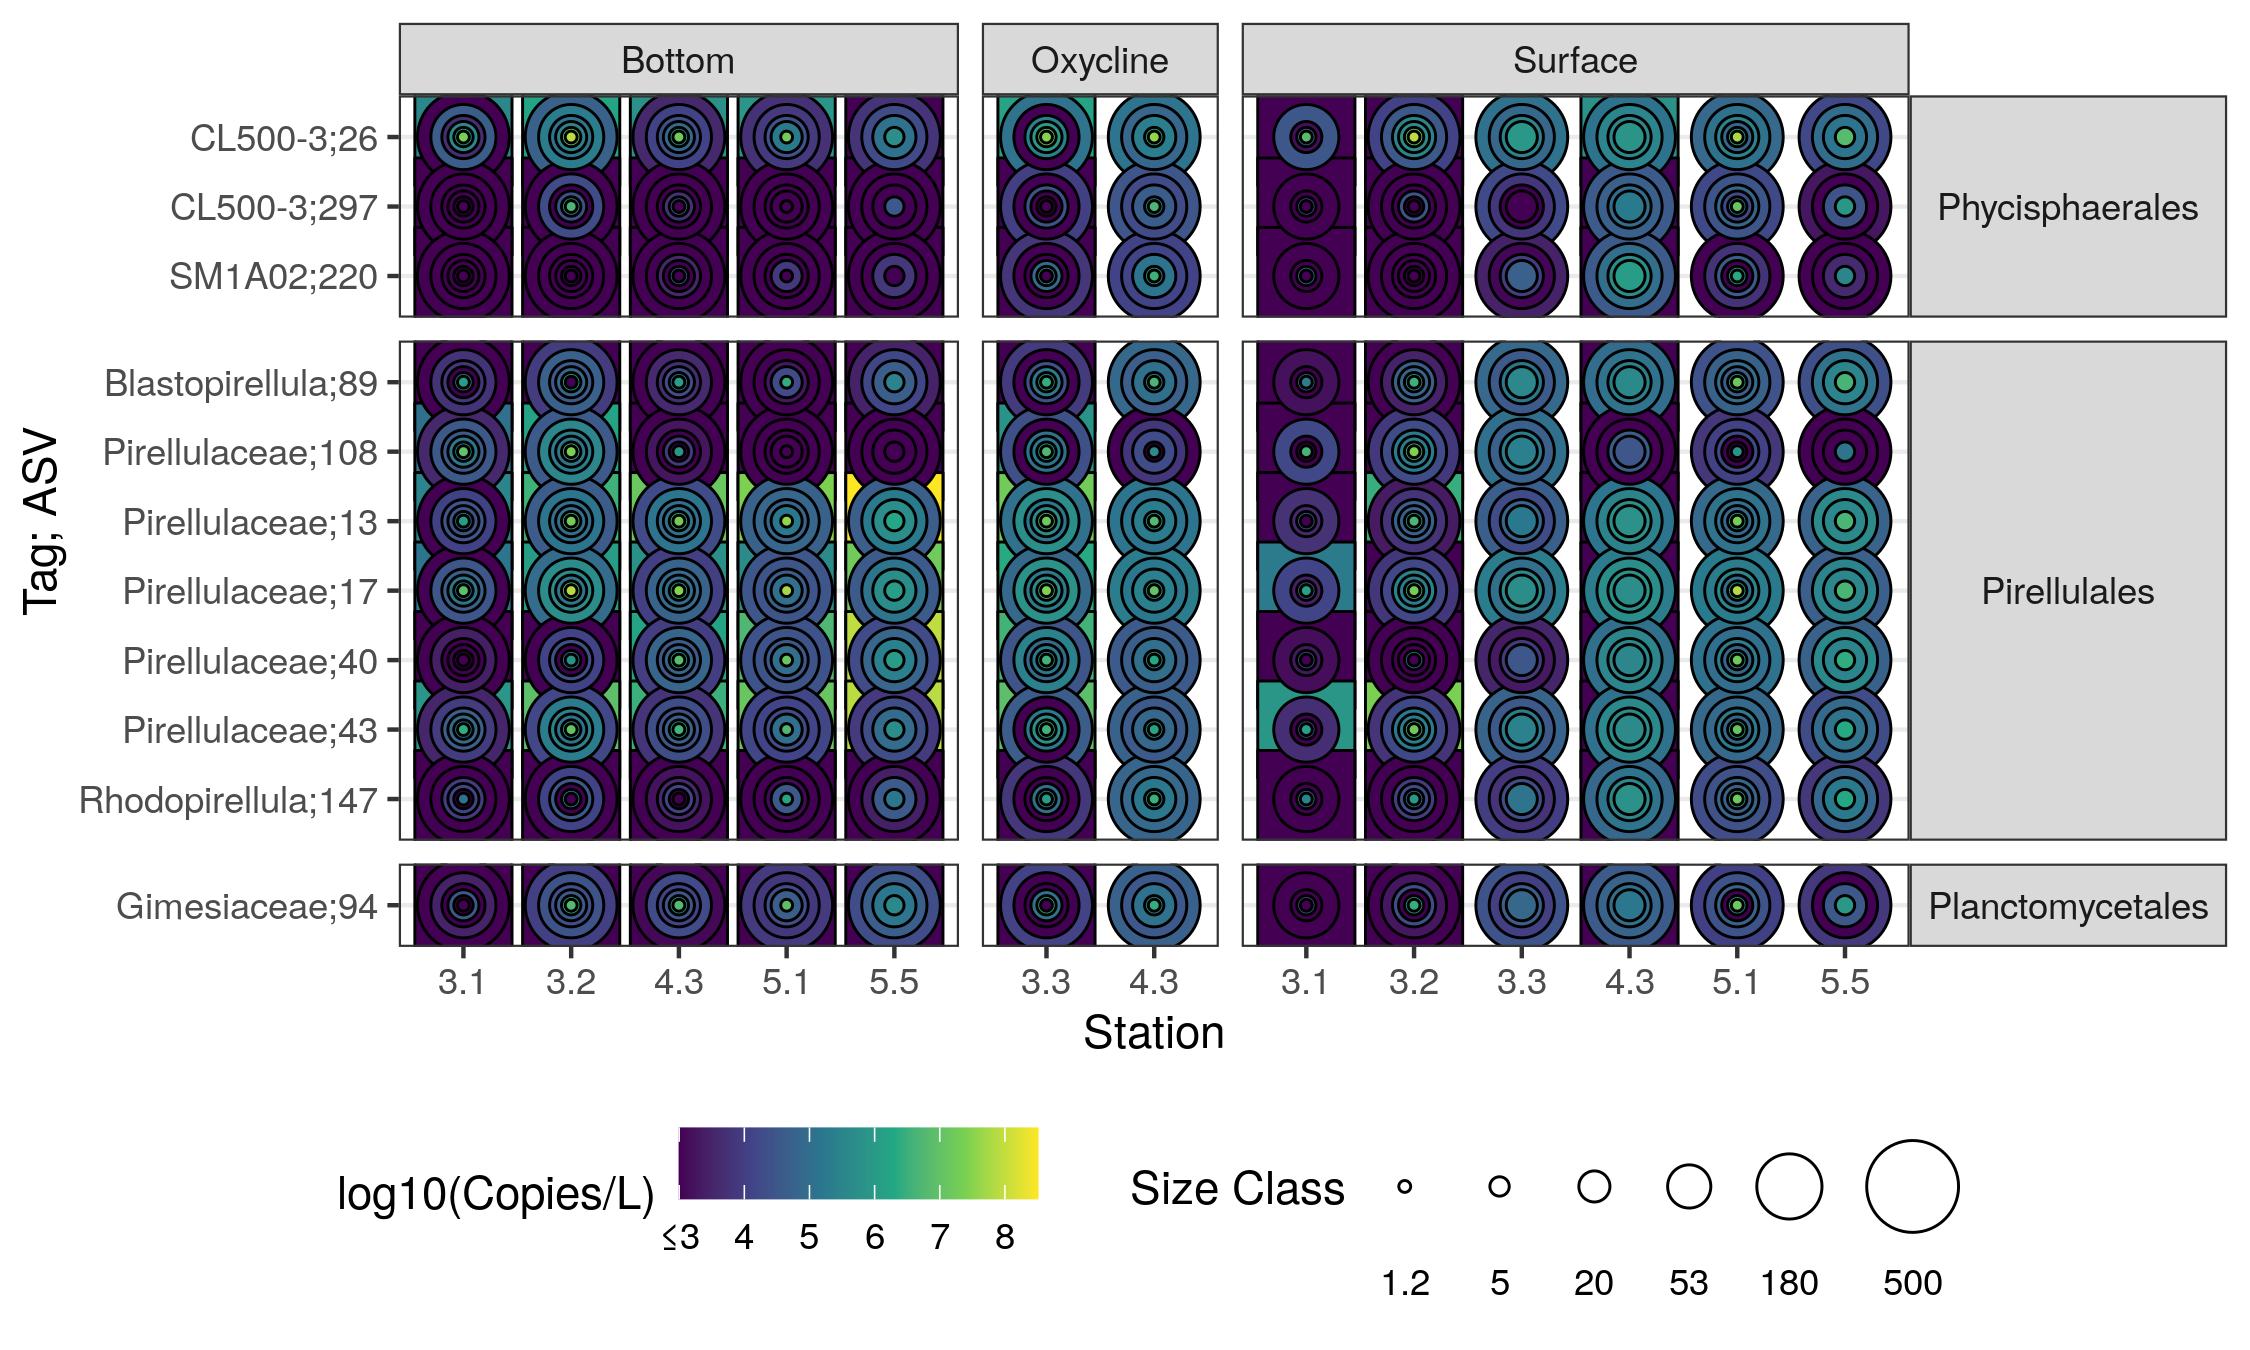 Bottom
Oxycline
Surface
Tag; ASV
CL500-3;26
CL500-3;297
SM1A02;220
Phycisphaerales
Blastopirellula;89
Pirellulaceae;108
Pirellulaceae;13
Pirellulaceae;17
Pirellulaceae;40
Pirellulaceae;43
Rhodopirellula;147
Pirellulales
Gimesiaceae;94
Planctomycetales
3.1 3.2 4.3 5.1 5.5 3.3 4.3 3.1 3.2 3.3 4.3 5.1 5.5
Station
log10(Copies/L)
≤3 4 5 6 7 8
Size Class
1.2 5 20 53 180 500